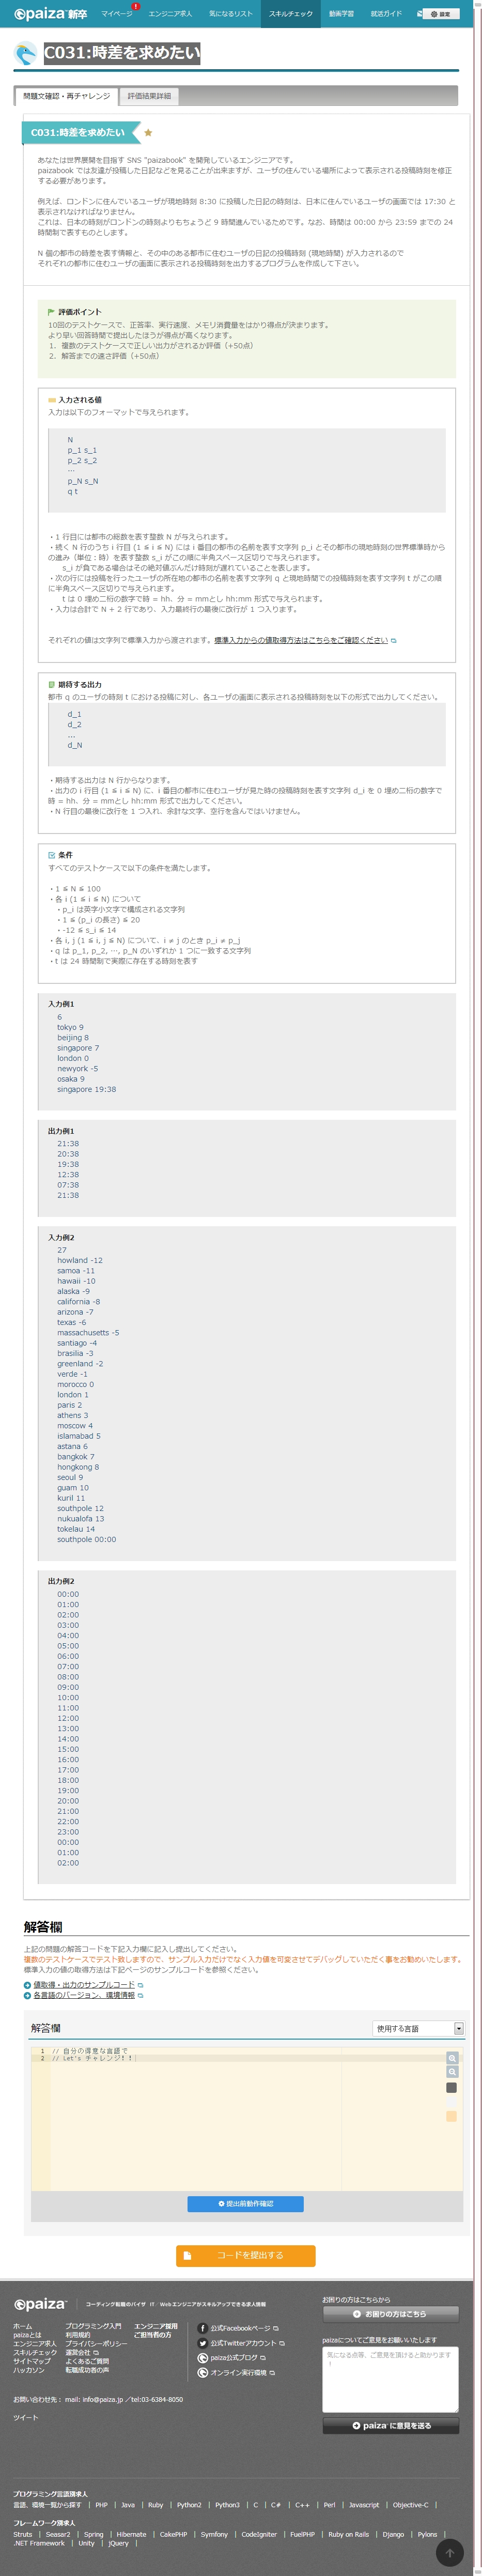 paiza 新卒
マイページ
!
エンジニア求人
気になるリスト
スキルチェック
動画学習
就活ガイド
設定
C031:時差を求めたい
問題文確認・再チャレンジ
評価結果詳細
C031:時差を求めたい
あなたは世界展開を目指す SNS "paizabook" を開発しているエンジニアです。
paizabook では友達が投稿した日記などを見ることが出来ますが、ユーザの住んでいる場所によって表示される投稿時刻を修正
する必要があります。
例えば、ロンドンに住んでいるユーザが現地時刻 8:30 に投稿した日記の時刻は、日本に住んでいるユーザの画面では 17:30 と
表示されなければなりません。
これは、日本の時刻がロンドンの時刻よりもちょうど 9 時間進んでいるためです。なお、時間は 00:00 から 23:59 までの 24
時間制で表すものとします。
N 個の都市の時差を表す情報と、その中のある都市に住むユーザの日記の投稿時刻 (現地時間) が入力されるので
それぞれの都市に住むユーザの画面に表示される投稿時刻を出力するプログラムを作成して下さい。
評価ポイント
10回のテストケースで、正答率、実行速度、メモリ消費量をはかり得点が決まります。
より早い回答時間で提出したほうが得点が高くなります。
1. 複数のテストケースで正しい出力がされるか評価（+50点）
2. 解答までの速さ評価（+50点）
入力される値
入力は以下のフォーマットで与えられます。
N
p_1 s_1
p_2 s_2
…
p_N s_N
q t
・1 行目には都市の総数を表す整数 N が与えられます。
・続く N 行のうち i 行目 (1 ≦ i ≦ N) には i 番目の都市の名前を表す文字列 p_i とその都市の現地時刻の世界標準時から
の進み（単位：時）を表す整数 s_i がこの順に半角スペース区切りで与えられます。
s_i が負である場合はその絶対値ぶんだけ時刻が遅れていることを表します。
・次の行には投稿を行ったユーザの所在地の都市の名前を表す文字列 q と現地時間での投稿時刻を表す文字列 t がこの順
に半角スペース区切りで与えられます。
t は 0 埋め二桁の数字で時 = hh、分 = mmとし hh:mm 形式で与えられます。
・入力は合計で N + 2 行であり、入力最終行の最後に改行が 1 つ入ります。
それぞれの値は文字列で標準入力から渡されます。標準入力からの値取得方法はこちらをご確認ください
期待する出力
都市 q のユーザの時刻 t における投稿に対し、各ユーザの画面に表示される投稿時刻を以下の形式で出力してください。
d_1
d_2
...
d_N
・期待する出力は N 行からなります。
・出力の i 行目 (1 ≦ i ≦ N) に、i 番目の都市に住むユーザが見た時の投稿時刻を表す文字列 d_i を 0 埋め二桁の数字で
時 = hh、分 = mmとし hh:mm 形式で出力してください。
・N 行目の最後に改行を 1 つ入れ、余計な文字、空行を含んではいけません。
条件
すべてのテストケースで以下の条件を満たします。
・1 ≦ N ≦ 100
・各 i (1 ≦ i ≦ N) について
・p_i は英字小文字で構成される文字列
・1 ≦ (p_i の長さ) ≦ 20
・-12 ≦ s_i ≦ 14
・各 i, j (1 ≦ i, j ≦ N) について、i ≠ j のとき p_i ≠ p_j
・q は p_1, p_2, …, p_N のいずれか 1 つに一致する文字列
・t は 24 時間制で実際に存在する時刻を表す
入力例1
6
tokyo 9
beijing 8
singapore 7
london 0
newyork -5
osaka 9
singapore 19:38
出力例1
21:38
20:38
19:38
12:38
07:38
21:38
入力例2
27
howland -12
samoa -11
hawaii -10
alaska -9
california -8
arizona -7
texas -6
massachusetts -5
santiago -4
brasilia -3
greenland -2
verde -1
morocco 0
london 1
paris 2
athens 3
moscow 4
islamabad 5
astana 6
bangkok 7
hongkong 8
seoul 9
guam 10
kuril 11
southpole 12
nukualofa 13
tokelau 14
southpole 00:00
出力例2
00:00
01:00
02:00
03:00
04:00
05:00
06:00
07:00
08:00
09:00
10:00
11:00
12:00
13:00
14:00
15:00
16:00
17:00
18:00
19:00
20:00
21:00
22:00
23:00
00:00
01:00
02:00
解答欄
上記の問題の解答コードを下記入力欄に記入し提出してください。
複数のテストケースでテスト致しますので、サンプル入力だけでなく入力値を可変させてデバッグしていただく事をお勧めいたします。
標準入力の値の取得方法は下記ページのサンプルコードを参照ください。
値取得・出力のサンプルコード
各言語のバージョン、環境情報
解答欄
使用する言語
1 // 自分の得意な言語で
2 // Let's チャレンジ！！
提出前動作確認
コードを提出する
paiza
コーディング転職のパイザ IT / Webエンジニアがスキルアップできる求人情報
ホーム
paizaとは
エンジニア求人
スキルチェック
サイトマップ
ハッカソン
プログラミング入門
利用規約
プライバシーポリシー
運営会社
よくあるご質問
転職成功者の声
エンジニア採用
ご担当者の方
公式Facebookページ
公式Twitterアカウント
paiza公式ブログ
オンライン実行環境
お困りの方はこちらから
お困りの方はこちら
paizaについてご意見をお願いいたします
気になる点等、ご意見を頂けると助かります
！
paizaに意見を送る
お問い合わせ先： mail: info@paiza.jp ／tel:03-6384-8050
ツイート
プログラミング言語別求人
言語、環境一覧から探す | PHP | Java | Ruby | Python2 | Python3 | C | C# | C++ | Perl | Javascript | Objective-C |
フレームワーク別求人
Struts | Seasar2 | Spring | Hibernate | CakePHP | Symfony | CodeIgniter | FuelPHP | Ruby on Rails | Django | Pylons |
.NET Framework | Unity | jQuery |